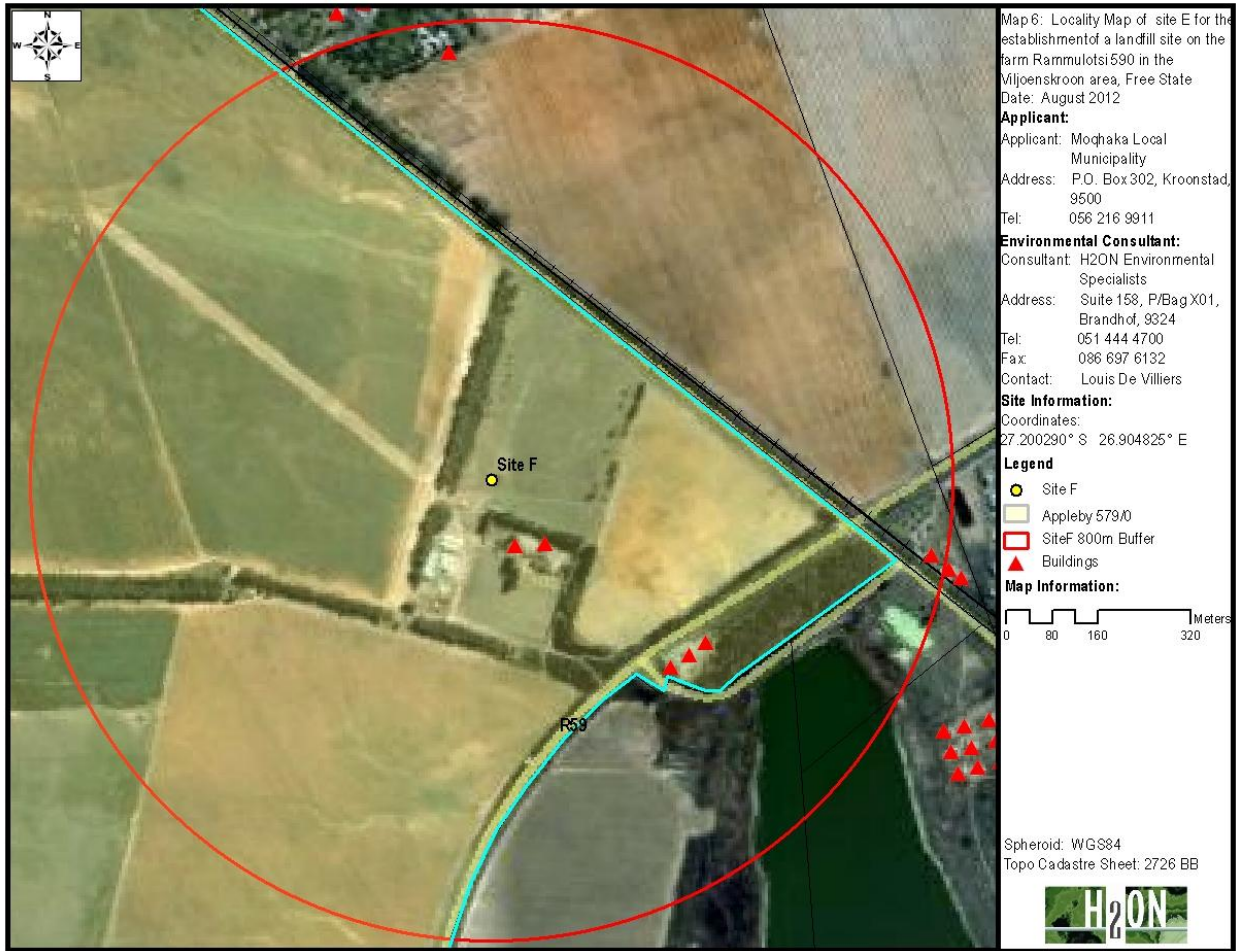 N
W E
S
Site F
R59
Map 6: Locality Map of site E for the
establishmentof a landfill site on the
farm Rammulotsi 590 in the
Viljoenskroon area, Free State
Date: August 2012
Applicant:
Applicant: Moqhaka Local
Municipality
Address: P.O. Box 302, Kroonstad,
9500
Tel: 056 216 9911
Environmental Consultant:
Consultant: H2ON Environmental
Specialists
Address: Suite 158, P/Bag X01,
Brandhof, 9324
Tel: 051 444 4700
Fax: 086 697 6132
Contact: Louis De Villiers
Site Information:
Coordinates:
27.200290° S 26.904825° E
Legend
Site F
Appleby 579/0
SiteF 800m Buffer
Buildings
Map Information:
Meters
0 80 160 320
Spheroid: WGS84
Topo Cadastre Sheet: 2726 BB
H2ON